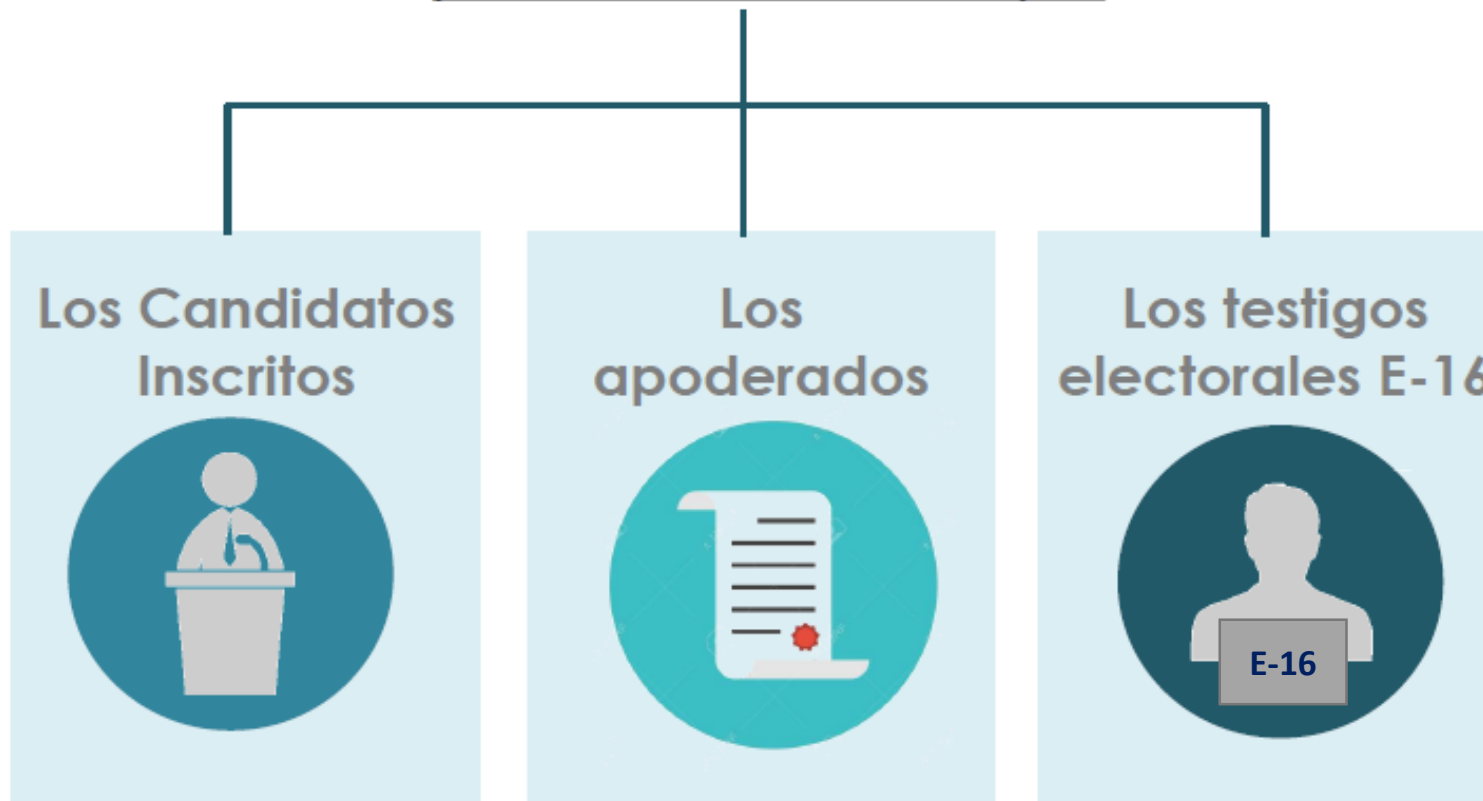 Los Candidatos
Inscritos
Los
apoderados
Los testigos
electorales E-16
E-16